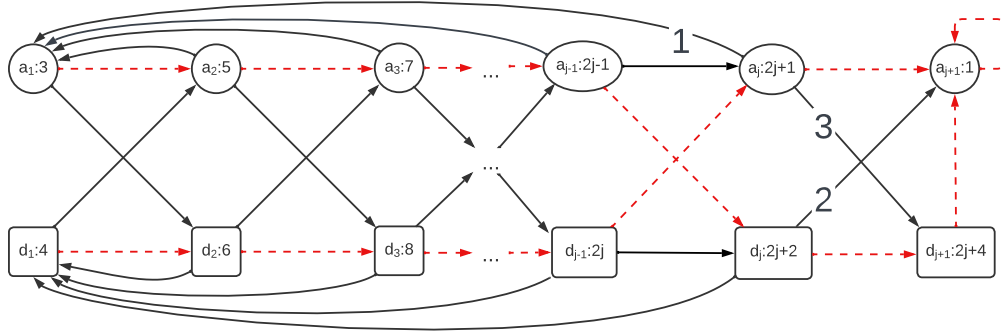 1
a₁:3 a₂:5 a₃:7 ... aⱼ₋₁:2j-1 aⱼ:2j+1 aⱼ₊₁:1
3
...
2
d₁:4 d₂:6 d₃:8 ... dⱼ₋₁:2j dⱼ:2j+2 dⱼ₊₁:2j+4